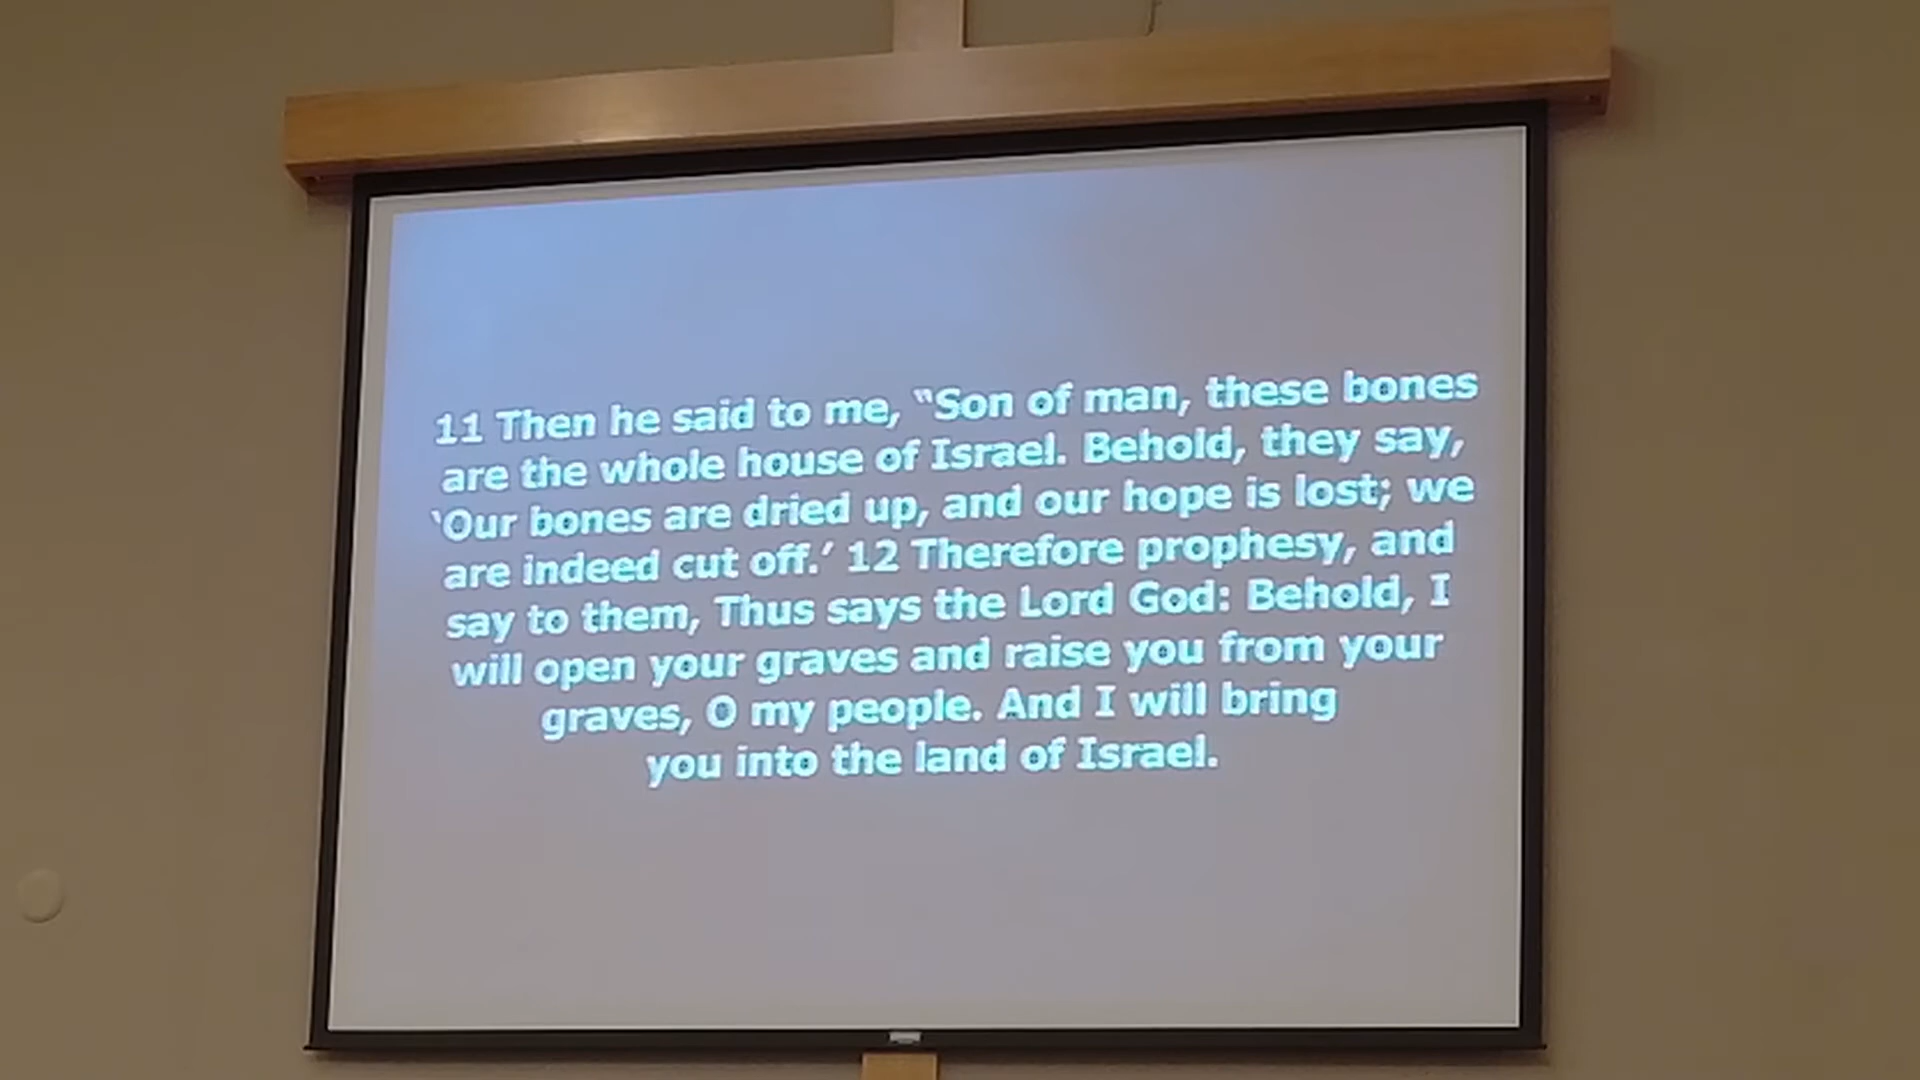 11 Then he said to me, “Son of man, these bones
are the whole house of Israel. Behold, they say,
‘Our bones are dried up, and our hope is lost; we
are indeed cut off.’ 12 Therefore prophesy, and
say to them, Thus says the Lord God: Behold, I
will open your graves and raise you from your
graves, O my people. And I will bring
you into the land of Israel.